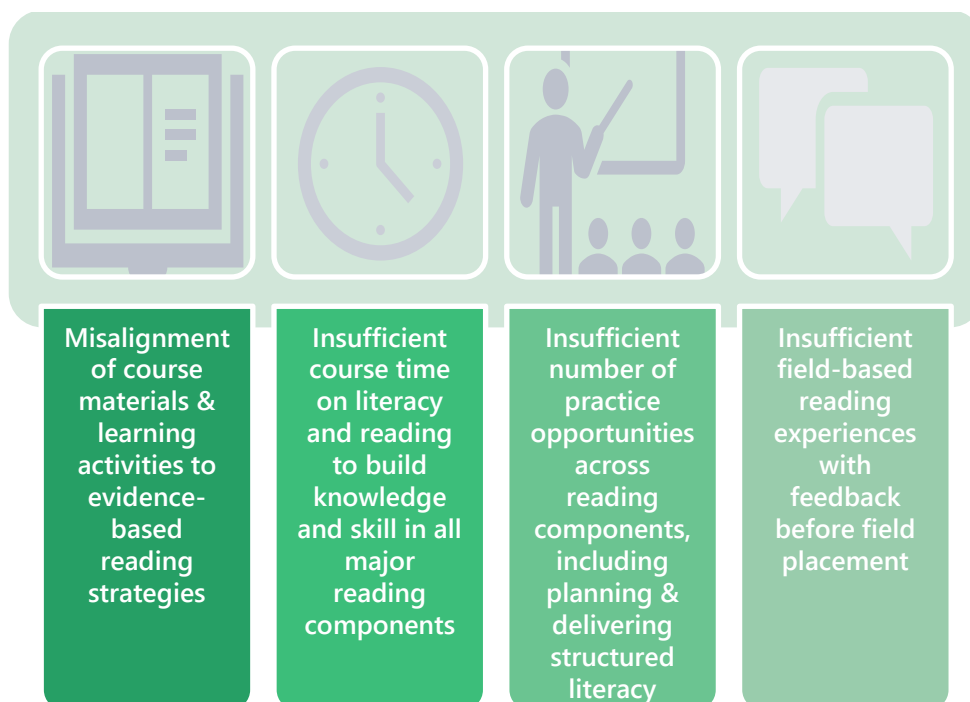 Misalignment
of course
materials &
learning
activities to
evidence-
based
reading
strategies
Insufficient
course time
on literacy
and reading
to build
knowledge
and skill in all
major
reading
components
Insufficient
number of
practice
opportunities
across
reading
components,
including
planning &
delivering
structured
literacy
Insufficient
field-based
reading
experiences
with
feedback
before field
placement